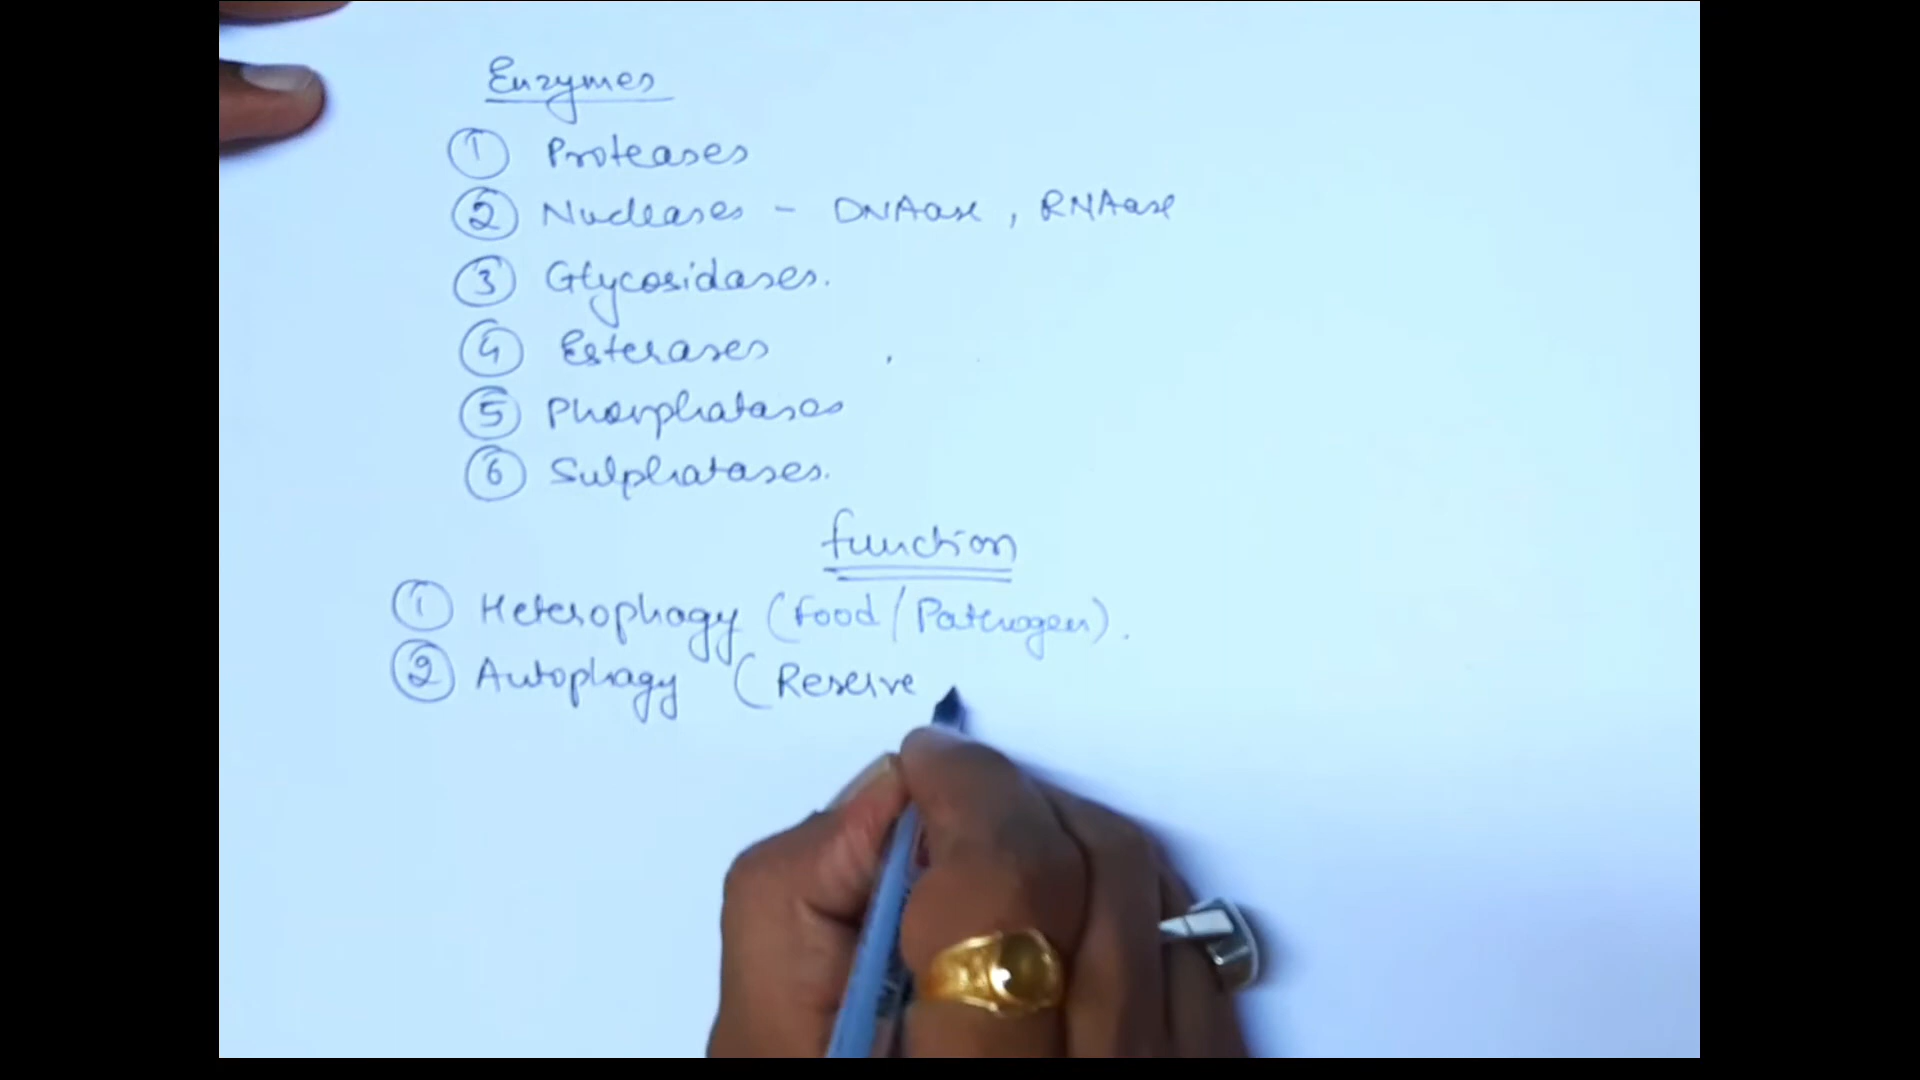 Enzymes
① Proteases
② Nucleases - DNAase, RNAase
③ Glycosidases.
④ Esterases
⑤ Phosphatases
⑥ Sulphatases.
function
① Heterophagy (Food/Pathogen).
② Autophagy (Reserve